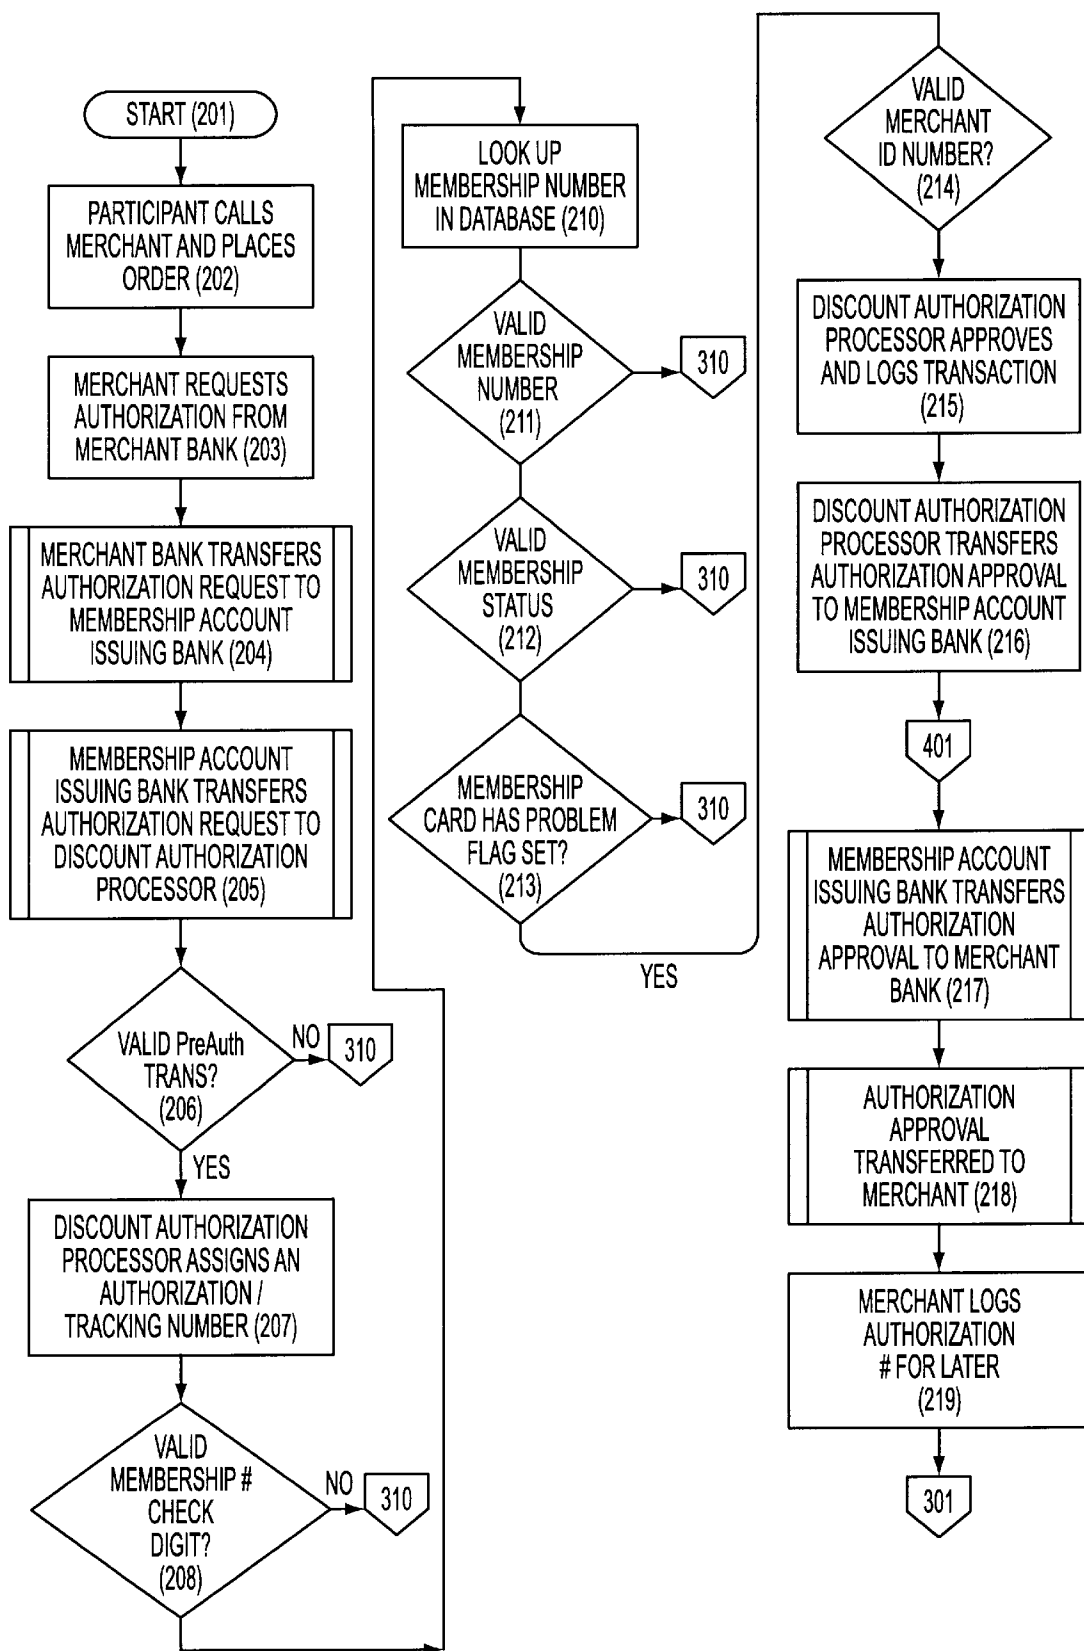 START (201)
PARTICIPANT CALLS
MERCHANT AND PLACES
ORDER (202)
MERCHANT REQUESTS
AUTHORIZATION FROM
MERCHANT BANK (203)
MERCHANT BANK TRANSFERS
AUTHORIZATION REQUEST TO
MEMBERSHIP ACCOUNT
ISSUING BANK (204)
MEMBERSHIP ACCOUNT
ISSUING BANK TRANSFERS
AUTHORIZATION REQUEST TO
DISCOUNT AUTHORIZATION
PROCESSOR (205)
VALID PreAuth
TRANS?
(206)
NO
310
YES
DISCOUNT AUTHORIZATION
PROCESSOR ASSIGNS AN
AUTHORIZATION /
TRACKING NUMBER (207)
VALID
MEMBERSHIP #
CHECK
DIGIT?
(208)
NO
310
LOOK UP
MEMBERSHIP NUMBER
IN DATABASE (210)
VALID
MEMBERSHIP
NUMBER
(211)
310
VALID
MEMBERSHIP
STATUS
(212)
310
MEMBERSHIP
CARD HAS PROBLEM
FLAG SET?
(213)
310
YES
VALID
MERCHANT
ID NUMBER?
(214)
DISCOUNT AUTHORIZATION
PROCESSOR APPROVES
AND LOGS TRANSACTION
(215)
DISCOUNT AUTHORIZATION
PROCESSOR TRANSFERS
AUTHORIZATION APPROVAL
TO MEMBERSHIP ACCOUNT
ISSUING BANK (216)
401
MEMBERSHIP ACCOUNT
ISSUING BANK TRANSFERS
AUTHORIZATION
APPROVAL TO MERCHANT
BANK (217)
AUTHORIZATION
APPROVAL
TRANSFERRED TO
MERCHANT (218)
MERCHANT LOGS
AUTHORIZATION
# FOR LATER
(219)
301